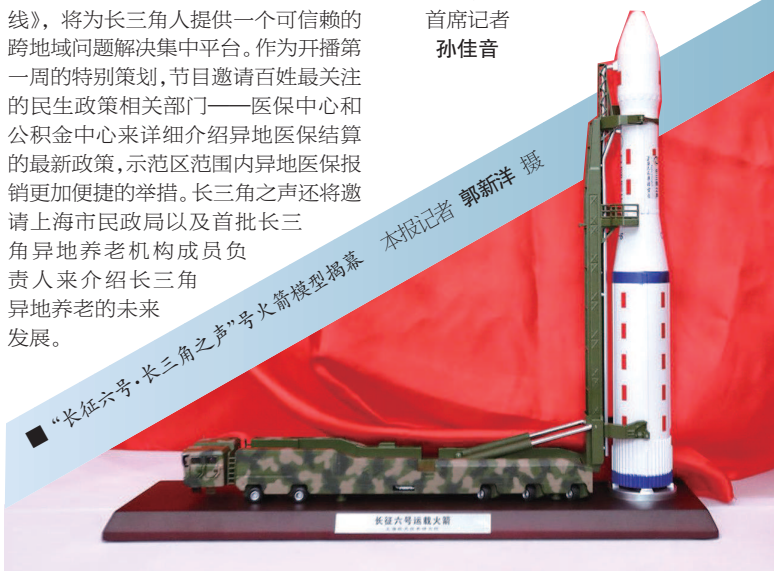 线》，将为长三角人提供一个可信赖的
跨地域问题解决集中平台。作为开播第
一周的特别策划，节目邀请百姓最关注
的民生政策相关部门——医保中心和
公积金中心来详细介绍异地医保结算
的最新政策，示范区范围内异地医保报
销更加便捷的举措。长三角之声还将邀
请上海市民政局以及首批长三
角异地养老机构成员负
责人来介绍长三角
异地养老的未来
发展。
首席记者
孙佳音
■“长征六号·长三角之声”号火箭模型揭幕 本报记者 郭新洋 摄
长征六号运载火箭